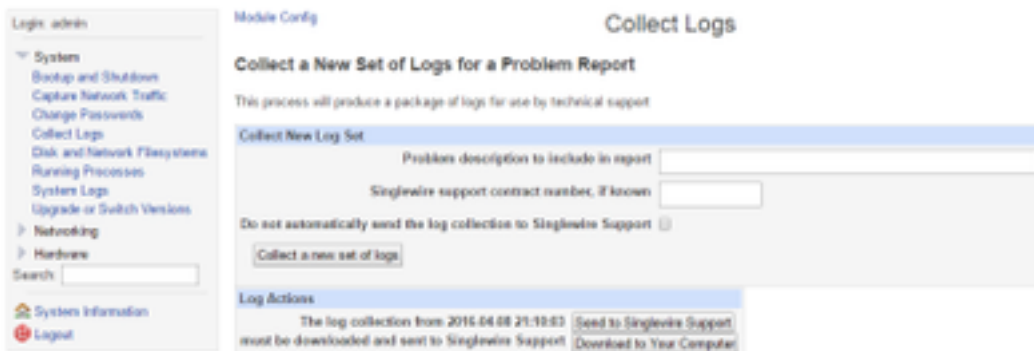 Login: admin
System
Bootup and Shutdown
Capture Network Traffic
Change Passwords
Collect Logs
Disk and Network Filesystems
Running Processes
System Logs
Upgrade or Switch Versions
Networking
Hardware
Search:
System Information
Logout
Module Config
Collect Logs
Collect a New Set of Logs for a Problem Report
This process will produce a package of logs for use by technical support
Collect New Log Set
Problem description to include in report
Singlewire support contract number, if known
Do not automatically send the log collection to Singlewire Support
Collect a new set of logs
Log Actions
The log collection from 2016-04-08 21:10:03 Send to Singlewire Support
must be downloaded and sent to Singlewire Support Download to Your Computer